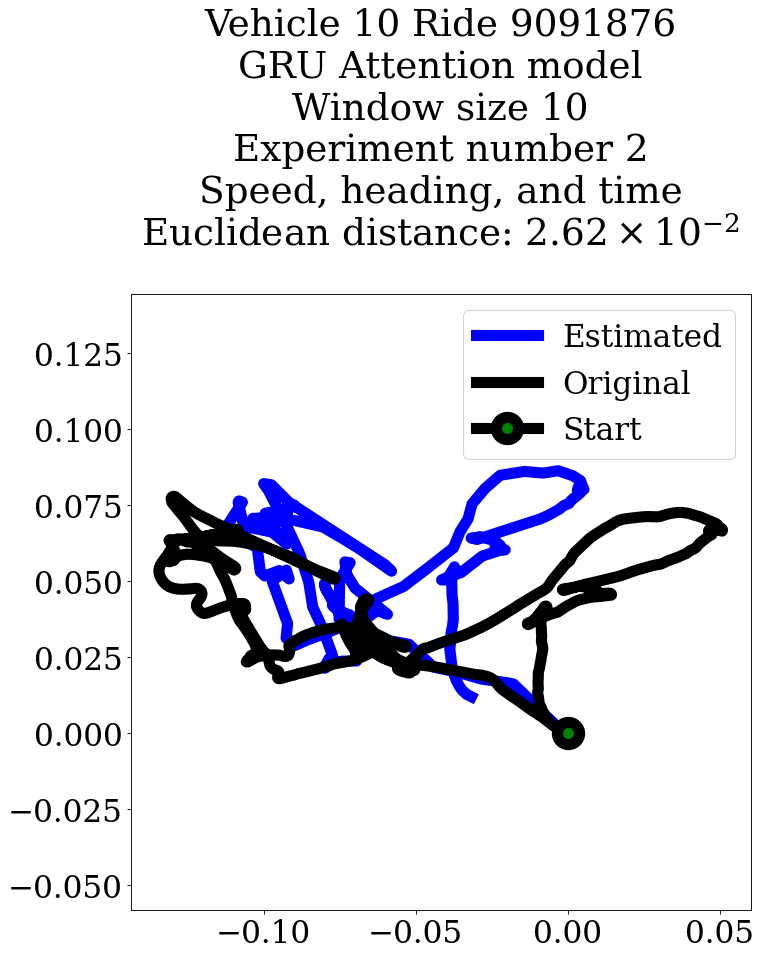 Vehicle 10 Ride 9091876
GRU Attention model
Window size 10
Experiment number 2
Speed, heading, and time
Euclidean distance: 2.62 × 10⁻²
Estimated
Original
Start
0.125
0.100
0.075
0.050
0.025
0.000
−0.025
−0.050
−0.10 −0.05 0.00 0.05